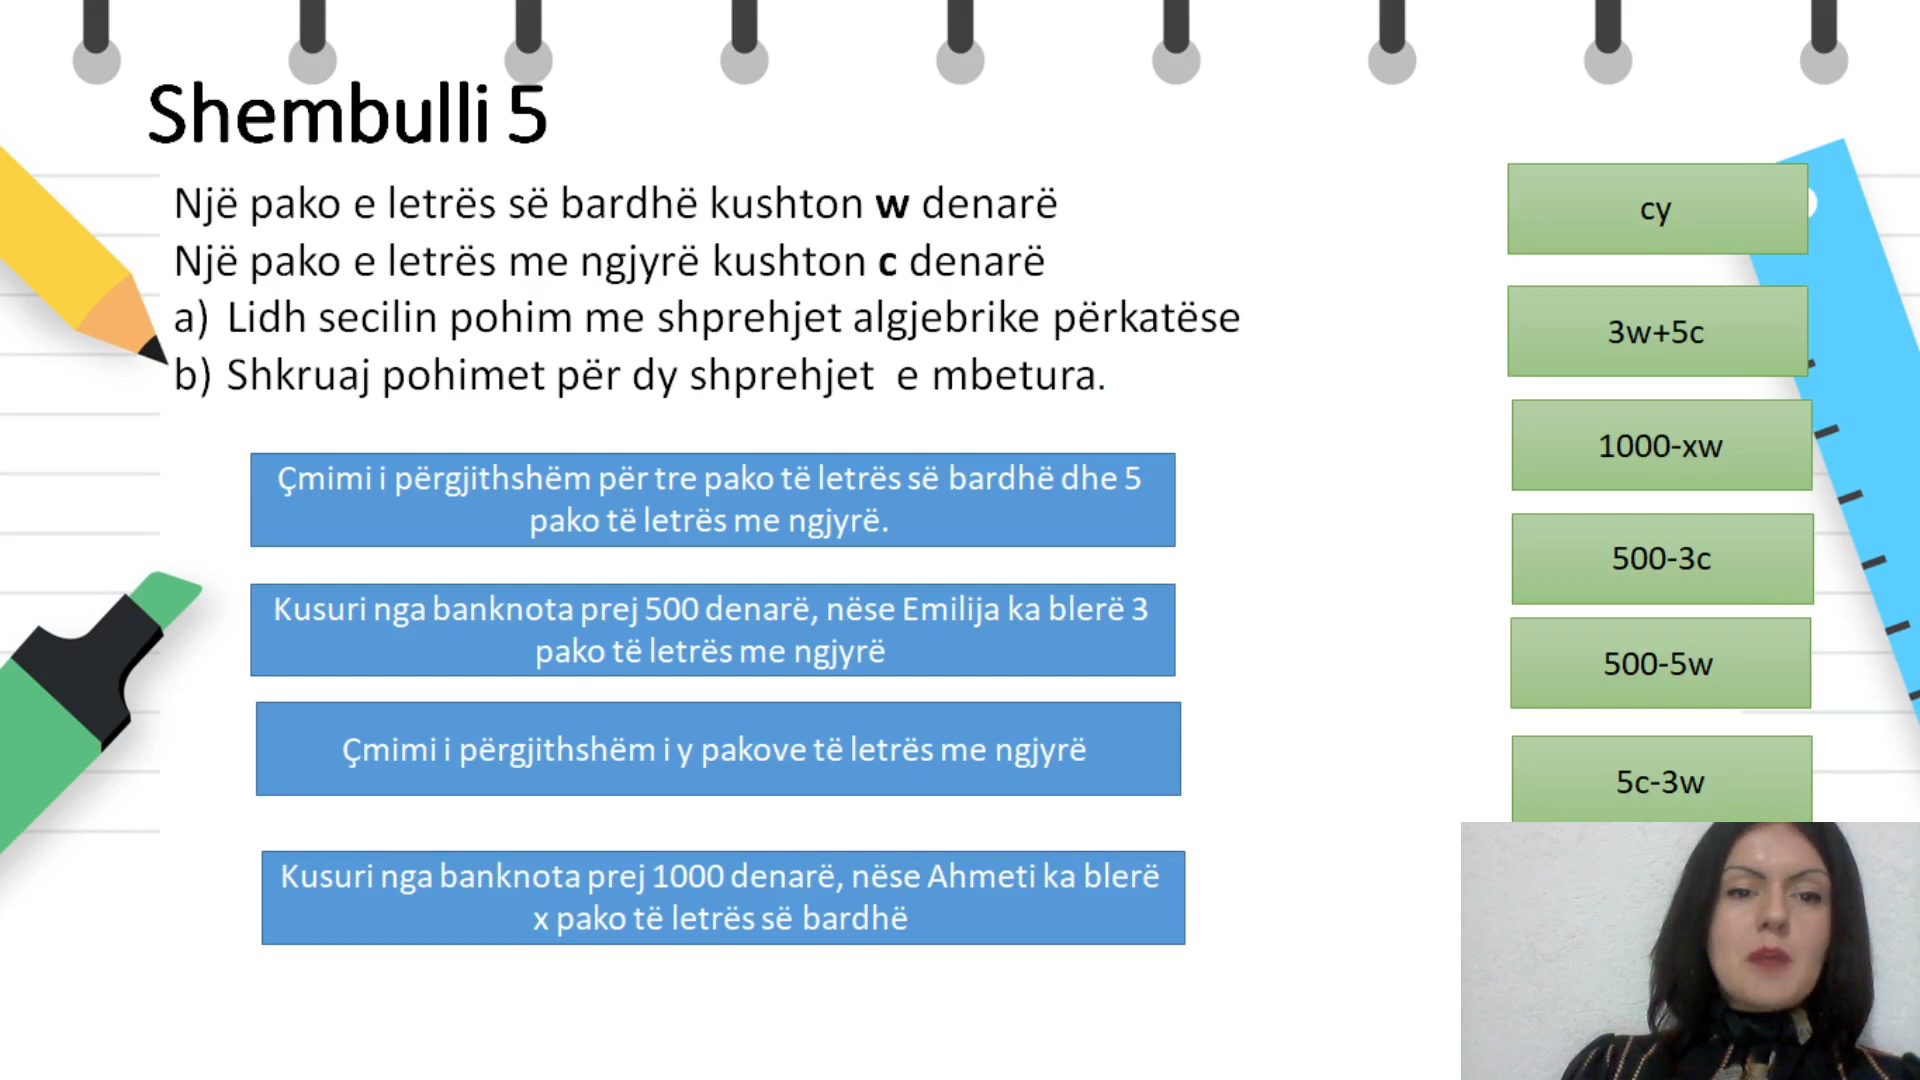 Shembulli 5
Një pako e letrës së bardhë kushton w denarë
Një pako e letrës me ngjyrë kushton c denarë
a) Lidh secilin pohim me shprehjet algjebrike përkatëse
b) Shkruaj pohimet për dy shprehjet e mbetura.
Çmimi i përgjithshëm për tre pako të letrës së bardhë dhe 5
pako të letrës me ngjyrë.
Kusuri nga banknota prej 500 denarë, nëse Emilija ka blerë 3
pako të letrës me ngjyrë
Çmimi i përgjithshëm i y pakove të letrës me ngjyrë
Kusuri nga banknota prej 1000 denarë, nëse Ahmeti ka blerë
x pako të letrës së bardhë
cy
3w+5c
1000-xw
500-3c
500-5w
5c-3w